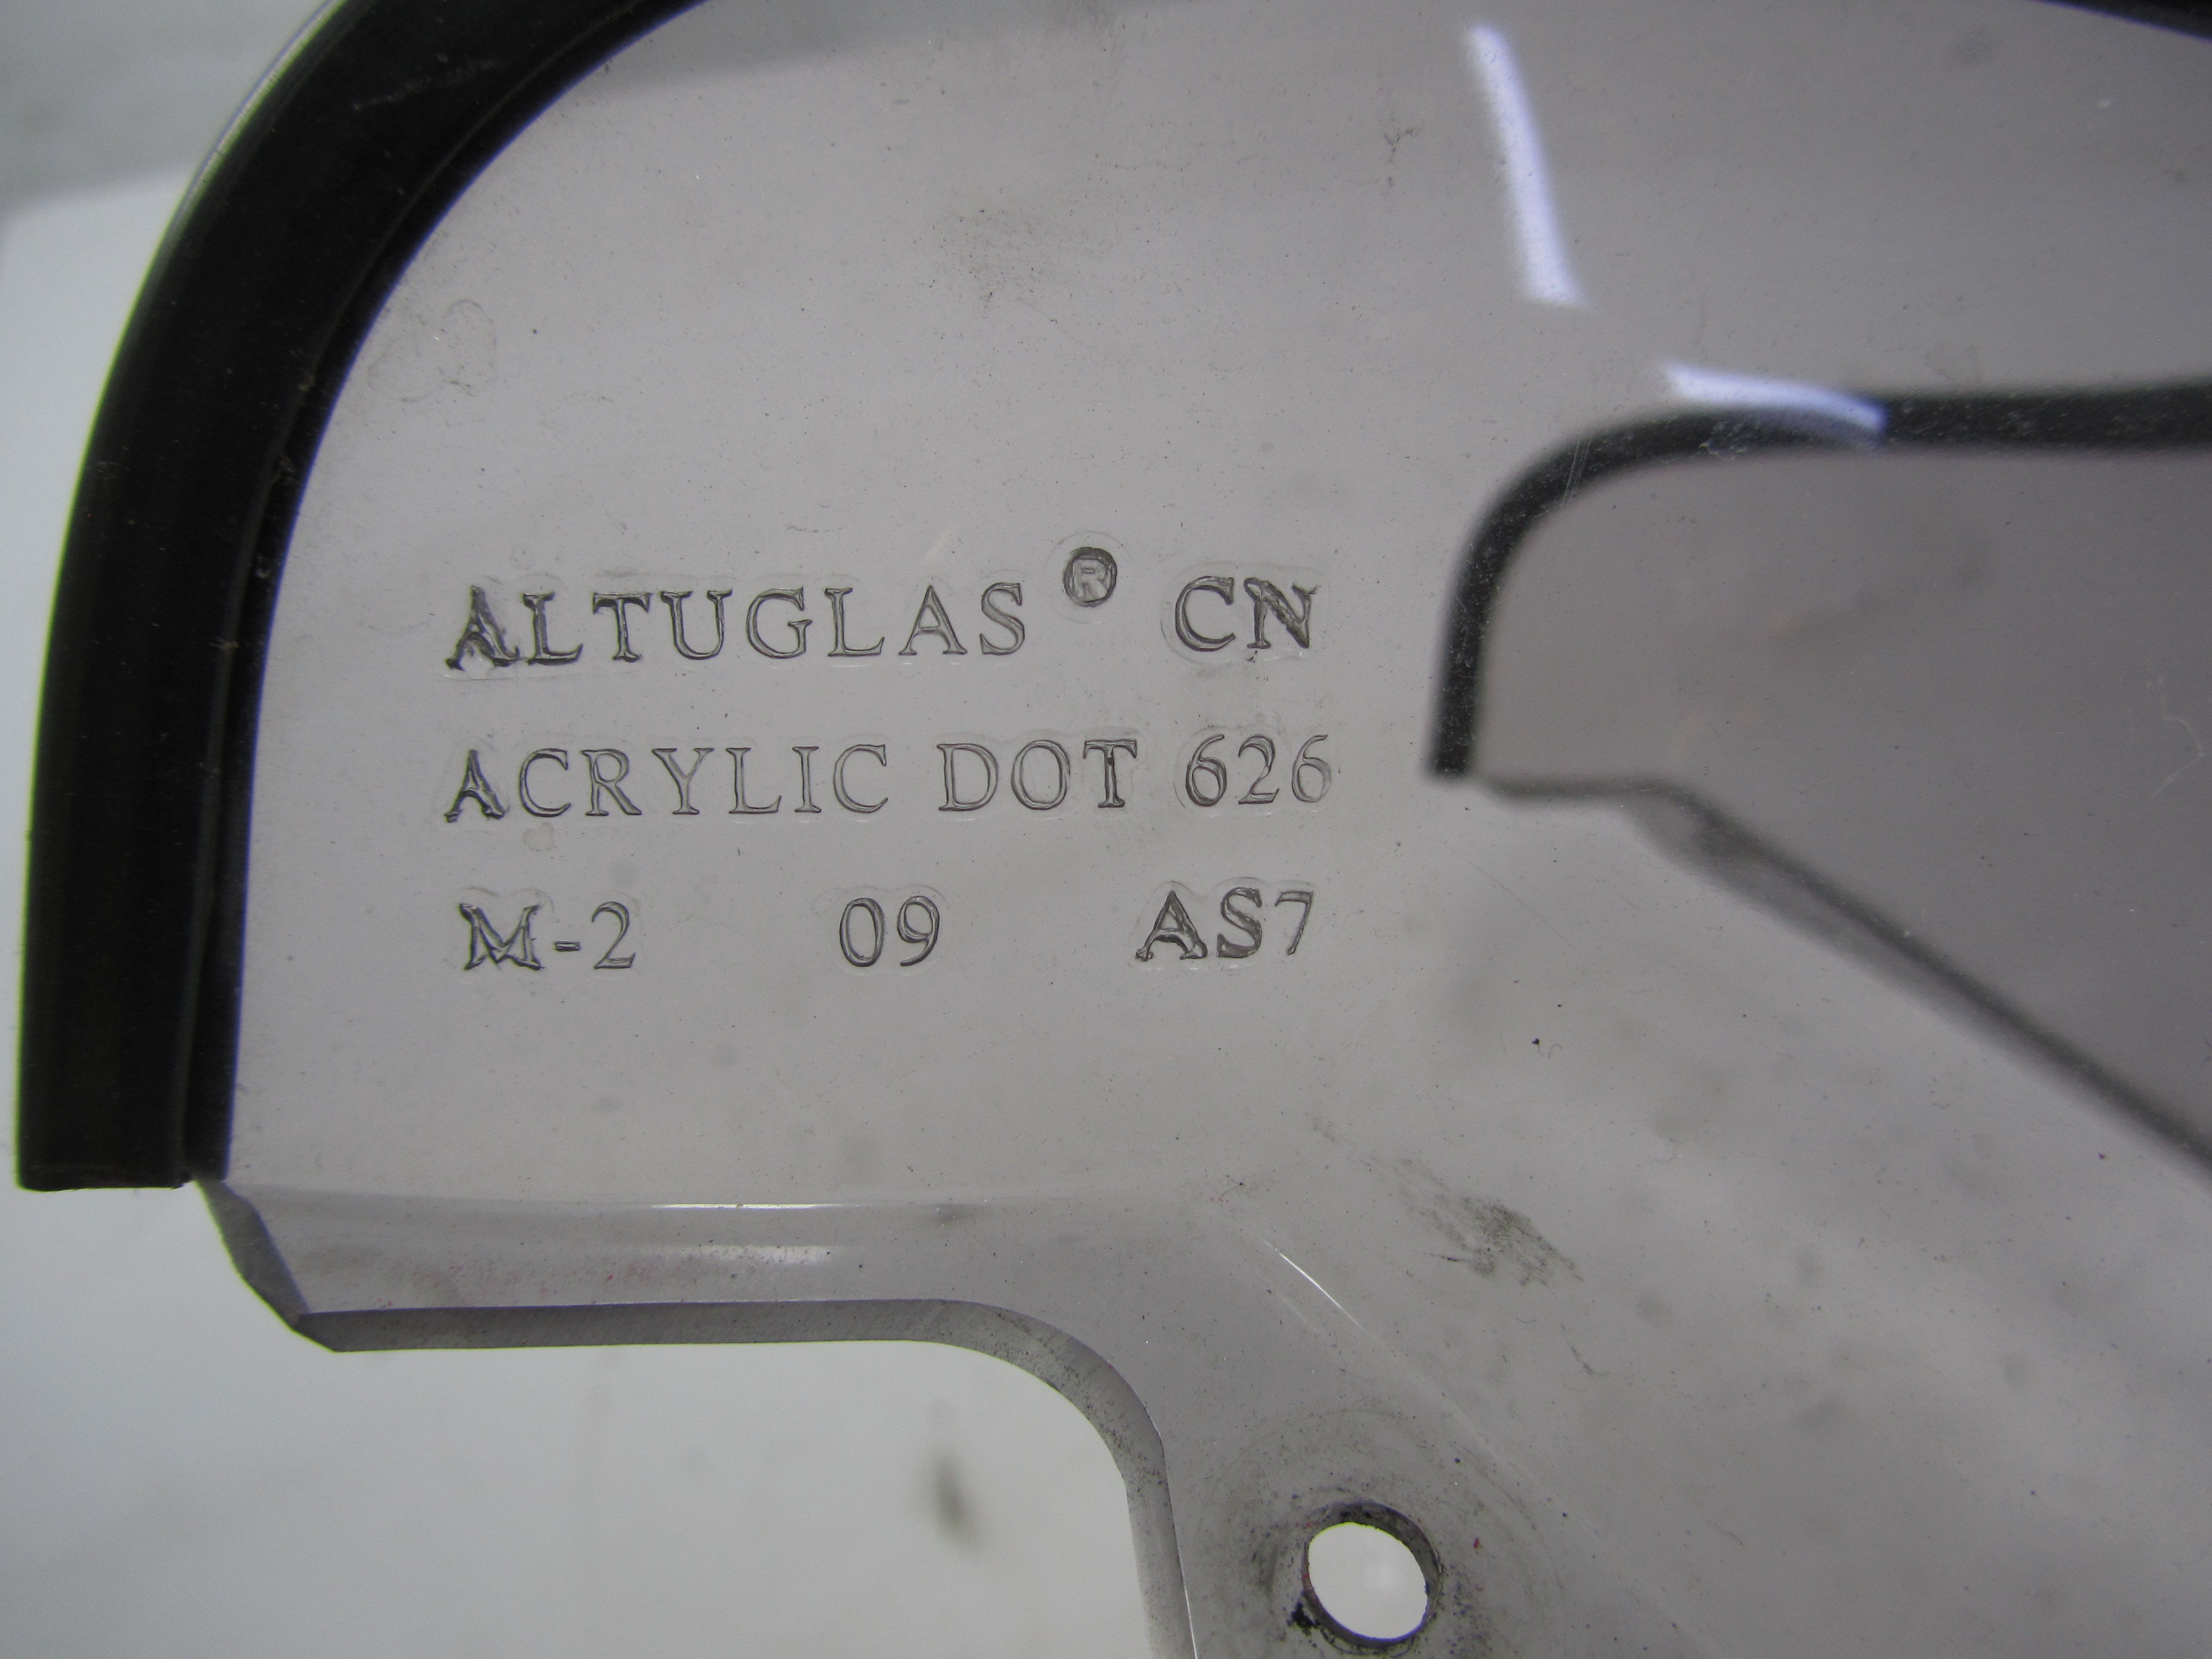 ALTUGLAS® CN
ACRYLIC DOT 626
M-2 09 AS7